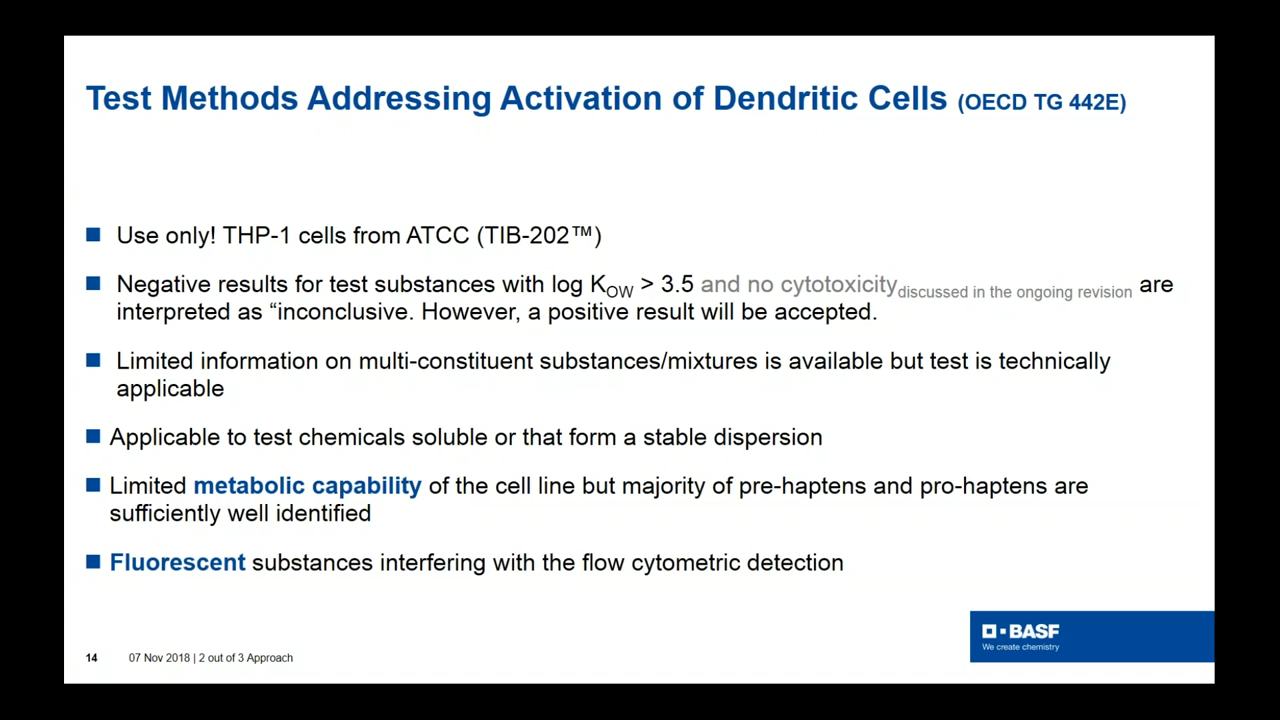 Test Methods Addressing Activation of Dendritic Cells (OECD TG 442E)
Use only! THP-1 cells from ATCC (TIB-202™)
Negative results for test substances with log KOW > 3.5 and no cytotoxicity discussed in the ongoing revision are
interpreted as “inconclusive. However, a positive result will be accepted.
Limited information on multi-constituent substances/mixtures is available but test is technically
applicable
Applicable to test chemicals soluble or that form a stable dispersion
Limited metabolic capability of the cell line but majority of pre-haptens and pro-haptens are
sufficiently well identified
Fluorescent substances interfering with the flow cytometric detection
14 07 Nov 2018 | 2 out of 3 Approach
BASF
We create chemistry